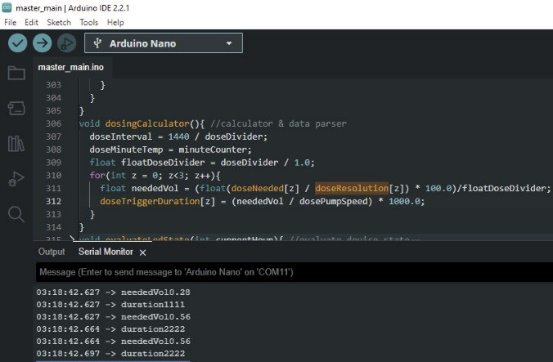 master_main | Arduino IDE 2.2.1
File Edit Sketch Tools Help
Arduino Nano
master_main.ino
303 }
304 }
305 }
306 void dosingCalculator(){ //calculator & data parser
307 doseInterval = 1440 / doseDivider;
308 doseMinuteTemp = minuteCounter;
309 float floatDoseDivider = doseDivider / 1.0;
310 for(int z = 0; z<3; z++){
311 float neededVol = (float(doseNeeded[z] / doseResolution[z]) * 100.0)/floatDoseDivider;
312 doseTriggerDuration[z] = (neededVol / dosePumpSpeed) * 1000.0;
313 }
314 }
315 void evaluateLedState(int currentHour){ //evaluate device state
Output Serial Monitor x
Message (Enter to send message to 'Arduino Nano' on 'COM11')
03:18:42.627 -> neededVol0.28
03:18:42.627 -> duration1111
03:18:42.627 -> neededVol0.56
03:18:42.664 -> duration2222
03:18:42.664 -> neededVol0.56
03:18:42.697 -> duration2222